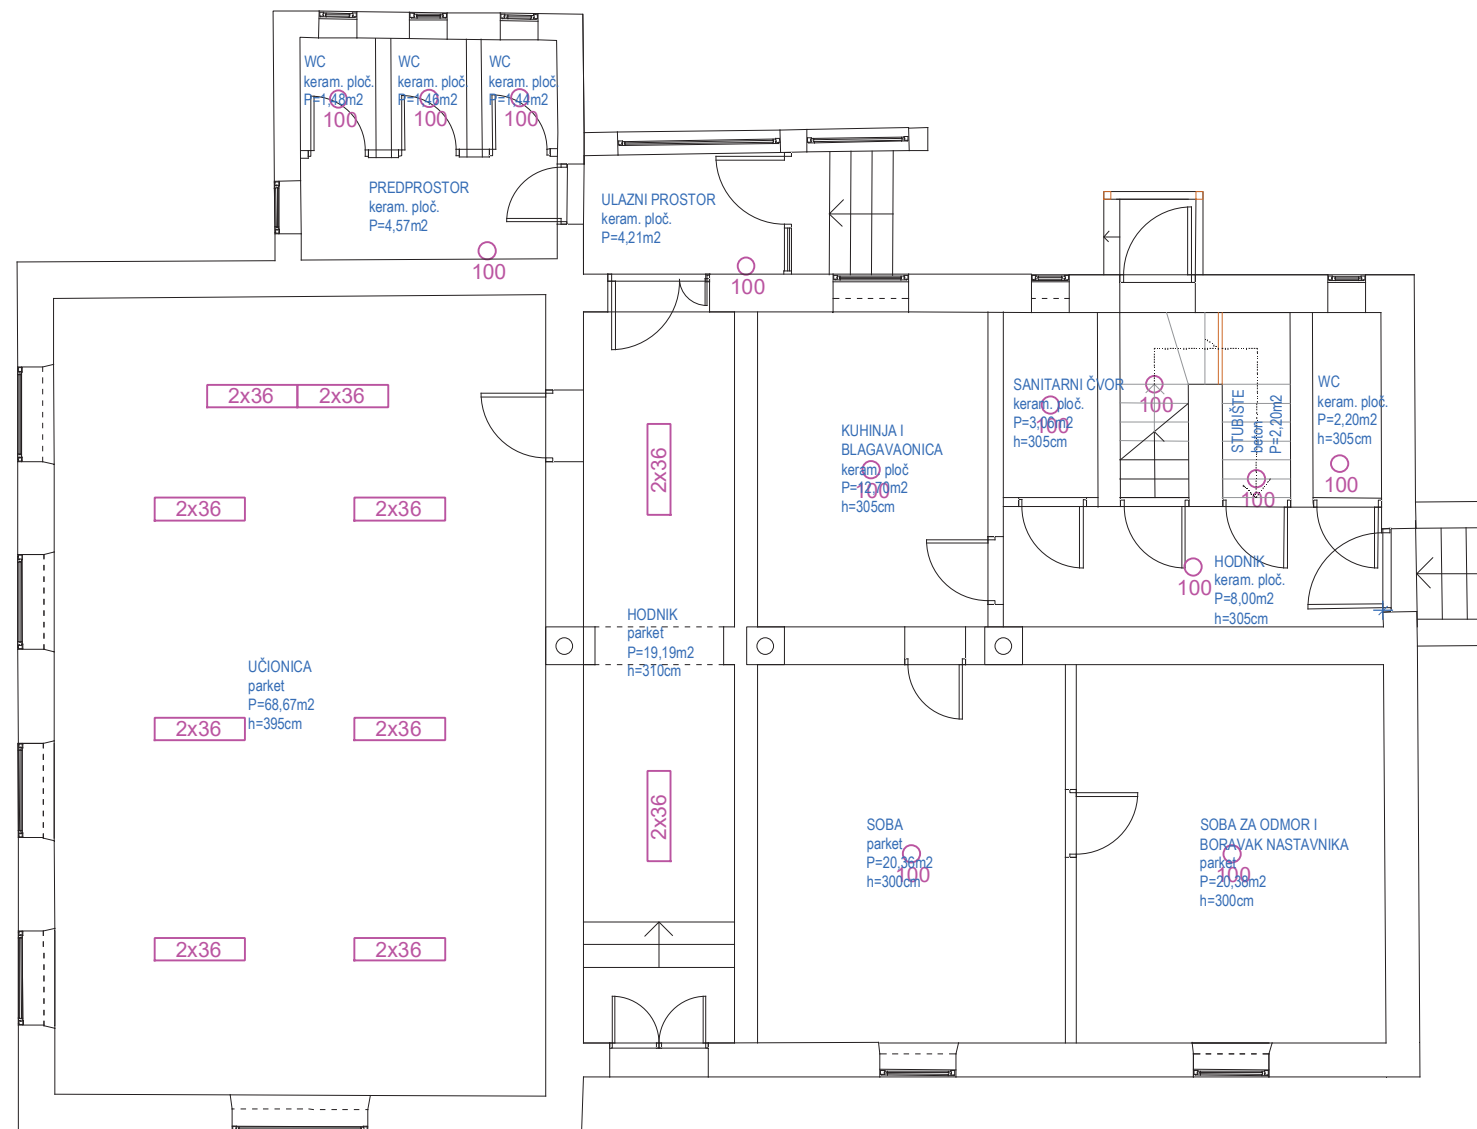 WC
keram. ploč.
P=1,48m2
100
WC
keram. ploč.
P=1,46m2
100
WC
keram. ploč.
P=1,44m2
100
PREDPROSTOR
keram. ploč.
P=4,57m2
100
ULAZNI PROSTOR
keram. ploč.
P=4,21m2
100
2x36
2x36
2x36
2x36
UČIONICA
parket
P=68,67m2
h=395cm
2x36
2x36
2x36
2x36
2x36
HODNIK
parket
P=19,19m2
h=310cm
2x36
KUHINJA I
BLAGAVAONICA
keram. ploč
P=12,70m2
h=305cm
100
SANITARNI ČVOR
keram. ploč.
P=3,06m2
h=305cm
100
100
STUBIŠTE
beton
P=2,20m2
100
WC
keram. ploč.
P=2,20m2
h=305cm
100
HODNIK
keram. ploč.
P=8,00m2
h=305cm
100
SOBA
parket
P=20,36m2
h=300cm
100
SOBA ZA ODMOR I
BORAVAK NASTAVNIKA
parket
P=20,38m2
h=300cm
100